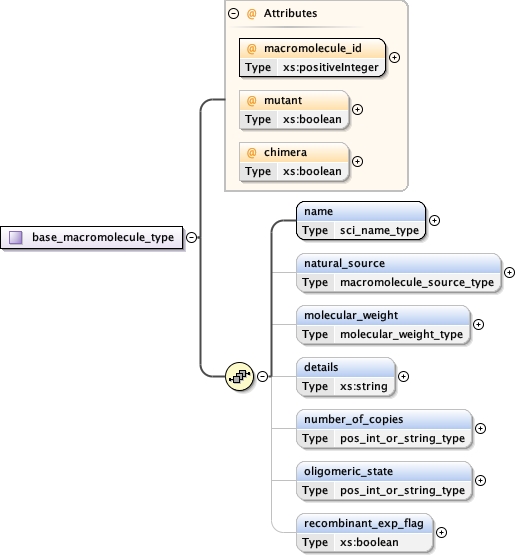 @ Attributes
@ macromolecule_id
Type xs:positiveInteger
@ mutant
Type xs:boolean
@ chimera
Type xs:boolean
base_macromolecule_type
name
Type sci_name_type
natural_source
Type macromolecule_source_type
molecular_weight
Type molecular_weight_type
details
Type xs:string
number_of_copies
Type pos_int_or_string_type
oligomeric_state
Type pos_int_or_string_type
recombinant_exp_flag
Type xs:boolean